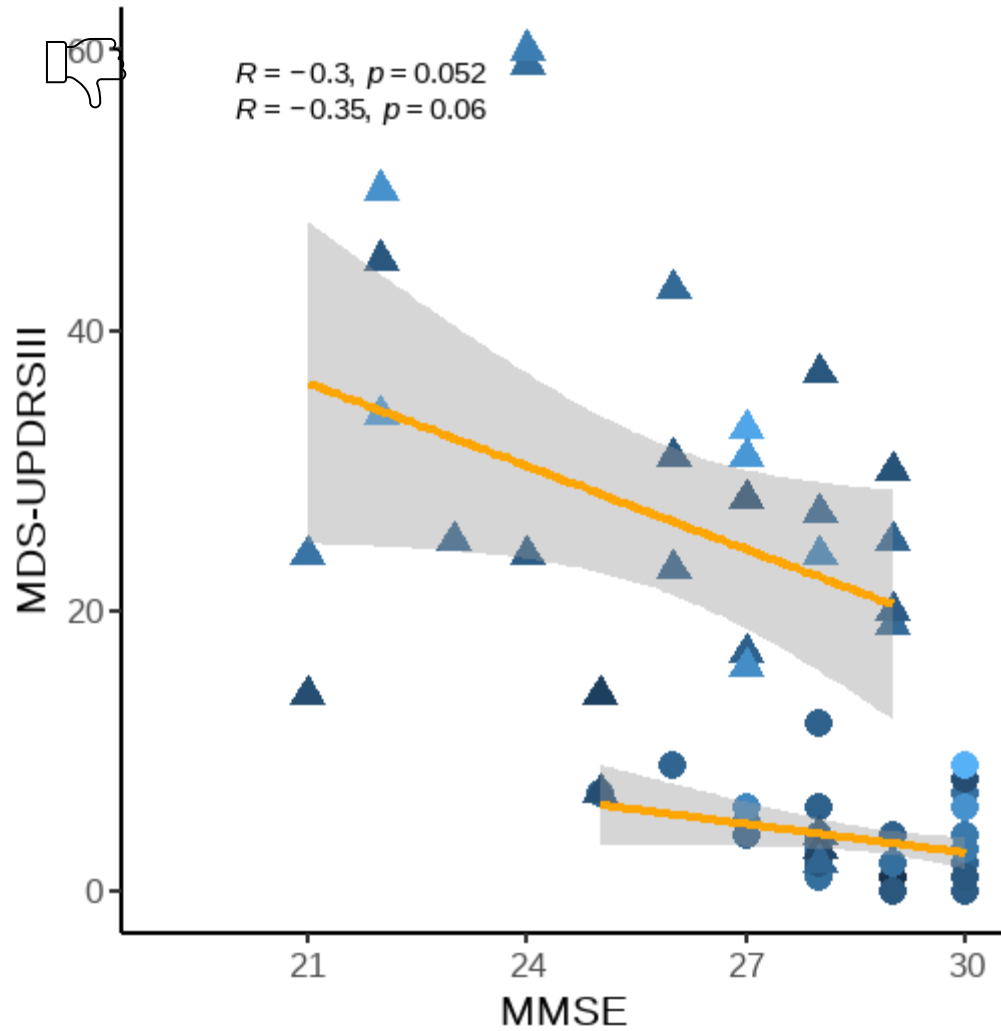 60
R = −0.3, p = 0.052
R = −0.35, p = 0.06
40
20
0
MDS-UPDRSIII
21 24 27 30
MMSE